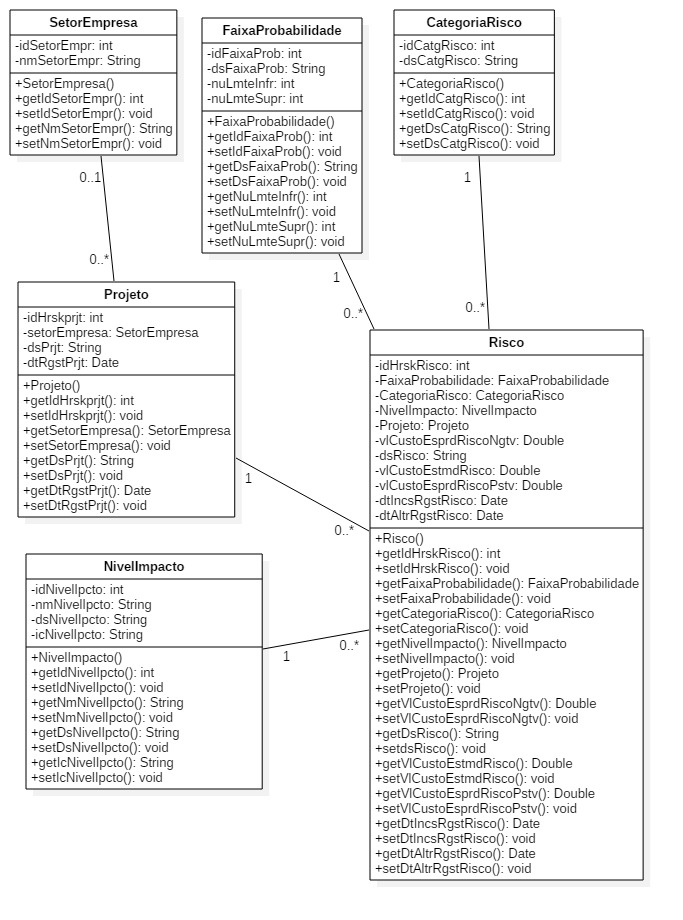 SetorEmpresa
-idSetorEmpr: int
-nmSetorEmpr: String
+SetorEmpresa()
+getIdSetorEmpr(): int
+setIdSetorEmpr(): void
+getNmSetorEmpr(): String
+setNmSetorEmpr(): void
FaixaProbabilidade
-idFaixaProb: int
-dsFaixaProb: String
-nuLmteInfr: int
-nuLmteSupr: int
+FaixaProbabilidade()
+getIdFaixaProb(): int
+setIdFaixaProb(): void
+getDsFaixaProb(): String
+setDsFaixaProb(): void
+getNuLmteInfr(): int
+setNuLmteInfr(): void
+getNuLmteSupr(): int
+setNuLmteSupr(): void
CategoriaRisco
-idCatgRisco: int
-dsCatgRisco: String
+CategoriaRisco()
+getIdCatgRisco(): int
+setIdCatgRisco(): void
+getDsCatgRisco(): String
+setDsCatgRisco(): void
0..1
0..*
1
0..*
1
0..*
Projeto
-idHrskprjt: int
-setorEmpresa: SetorEmpresa
-dsPrjt: String
-dtRgstPrjt: Date
+Projeto()
+getIdHrskprjt(): int
+setIdHrskprjt(): void
+getSetorEmpresa(): SetorEmpresa
+setSetorEmpresa(): void
+getDsPrjt(): String
+setDsPrjt(): void
+getDtRgstPrjt(): Date
+setDtRgstPrjt(): void
1
0..*
NivelImpacto
-idNivelIpcto: int
-nmNivelIpcto: String
-dsNivelIpcto: String
-icNivelIpcto: String
+NivelImpacto()
+getIdNivelIpcto(): int
+setIdNivelIpcto(): void
+getNmNivelIpcto(): String
+setNmNivelIpcto(): void
+getDsNivelIpcto(): String
+setDsNivelIpcto(): void
+getIcNivelIpcto(): String
+setIcNivelIpcto(): void
1
0..*
Risco
-idHrskRisco: int
-FaixaProbabilidade: FaixaProbabilidade
-CategoriaRisco: CategoriaRisco
-NivelImpacto: NivelImpacto
-Projeto: Projeto
-vlCustoEsprdRiscoNgtv: Double
-dsRisco: String
-vlCustoEstmdRisco: Double
-vlCustoEsprdRiscoPstv: Double
-dtIncsRgstRisco: Date
-dtAltrRgstRisco: Date
+Risco()
+getIdHrskRisco(): int
+setIdHrskRisco(): void
+getFaixaProbabilidade(): FaixaProbabilidade
+setFaixaProbabilidade(): void
+getCategoriaRisco(): CategoriaRisco
+setCategoriaRisco(): void
+getNivelImpacto(): NivelImpacto
+setNivelImpacto(): void
+getProjeto(): Projeto
+setProjeto(): void
+getVlCustoEsprdRiscoNgtv(): Double
+setVlCustoEsprdRiscoNgtv(): void
+getDsRisco(): String
+setdsRisco(): void
+getVlCustoEstmdRisco(): Double
+setVlCustoEstmdRisco(): void
+getVlCustoEsprdRiscoPstv(): Double
+setVlCustoEsprdRiscoPstv(): void
+getDtIncsRgstRisco(): Date
+setDtIncsRgstRisco(): void
+getDtAltrRgstRisco(): Date
+setDtAltrRgstRisco(): void